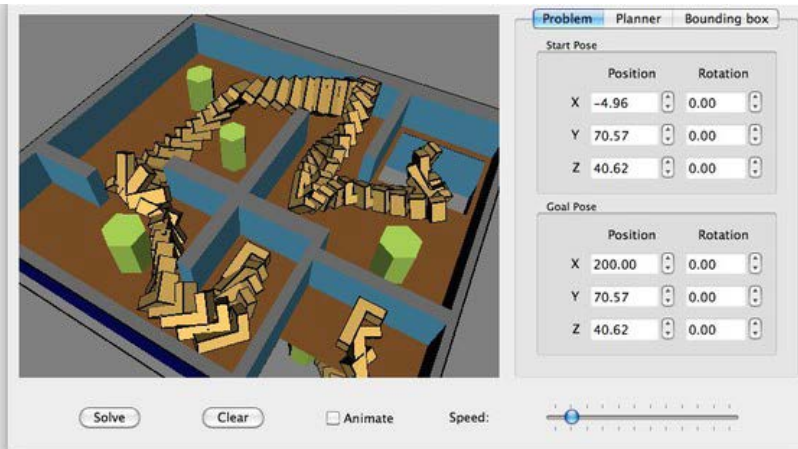 Problem Planner Bounding box
Start Pose
Position Rotation
X -4.96 0.00
Y 70.57 0.00
Z 40.62 0.00
Goal Pose
Position Rotation
X 200.00 0.00
Y 70.57 0.00
Z 40.62 0.00
Solve Clear Animate Speed: